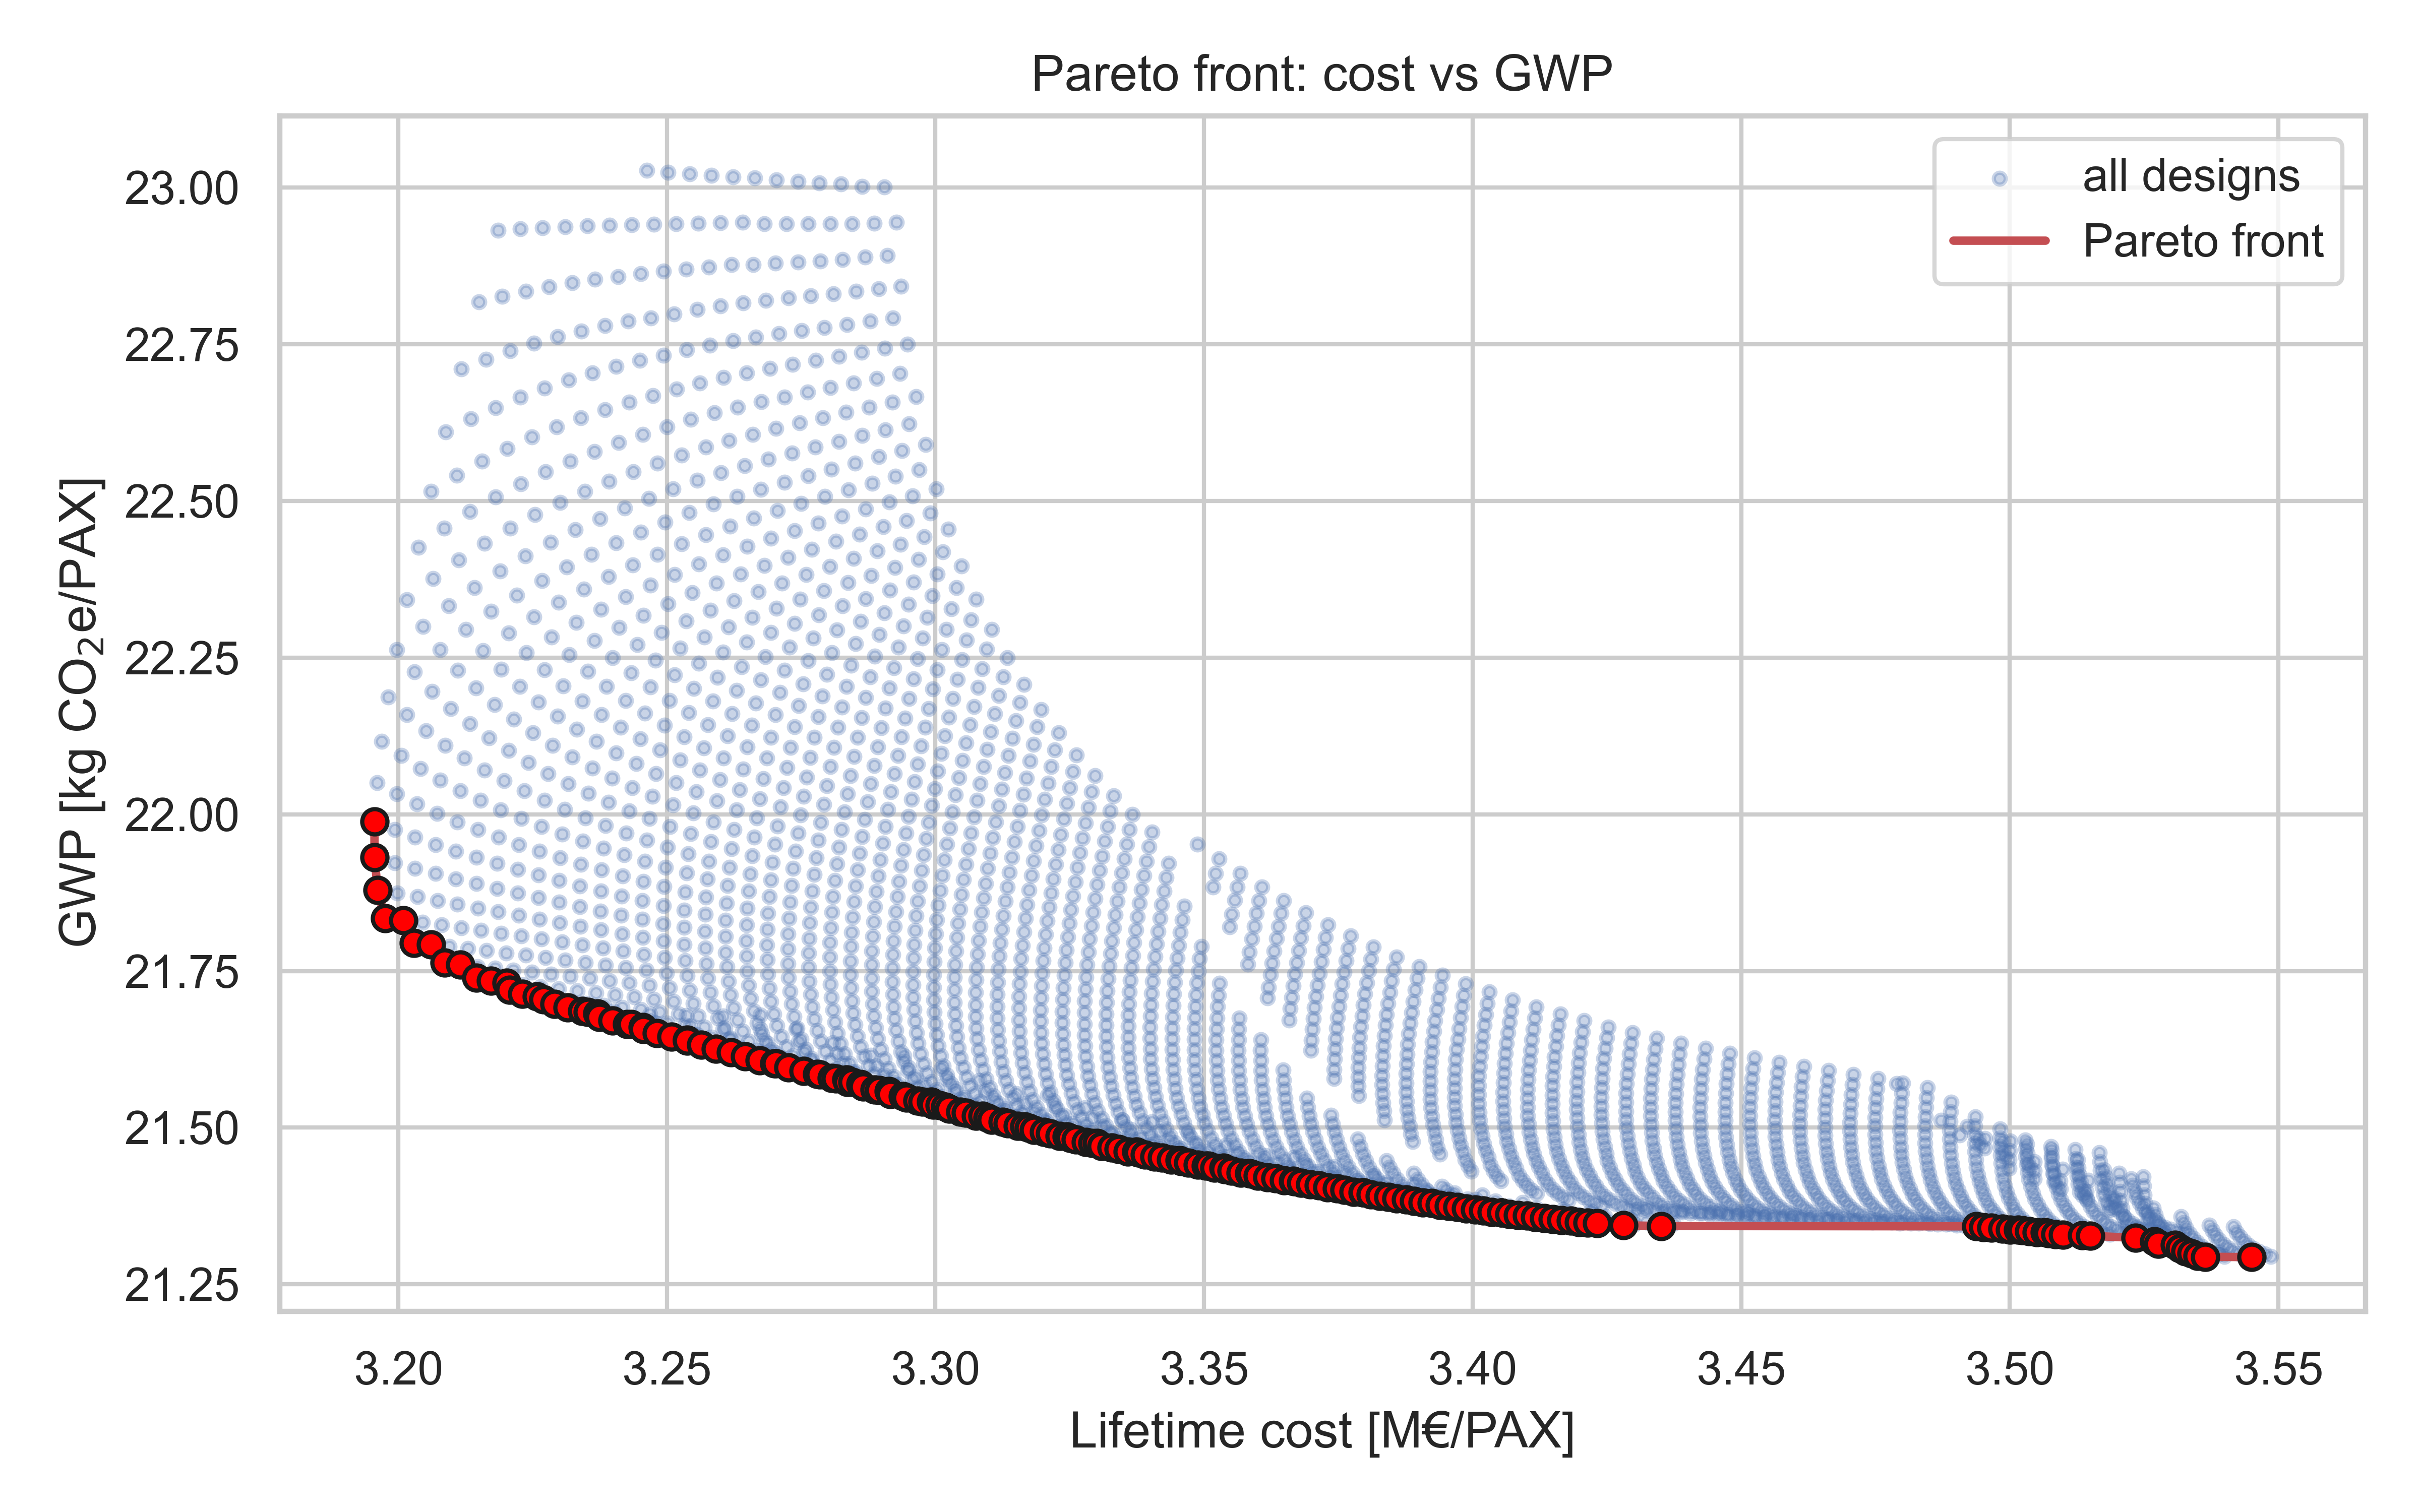 Pareto front: cost vs GWP
all designs
Pareto front
GWP [kg CO₂e/PAX]
23.00
22.75
22.50
22.25
22.00
21.75
21.50
21.25
3.20 3.25 3.30 3.35 3.40 3.45 3.50 3.55
Lifetime cost [M€/PAX]